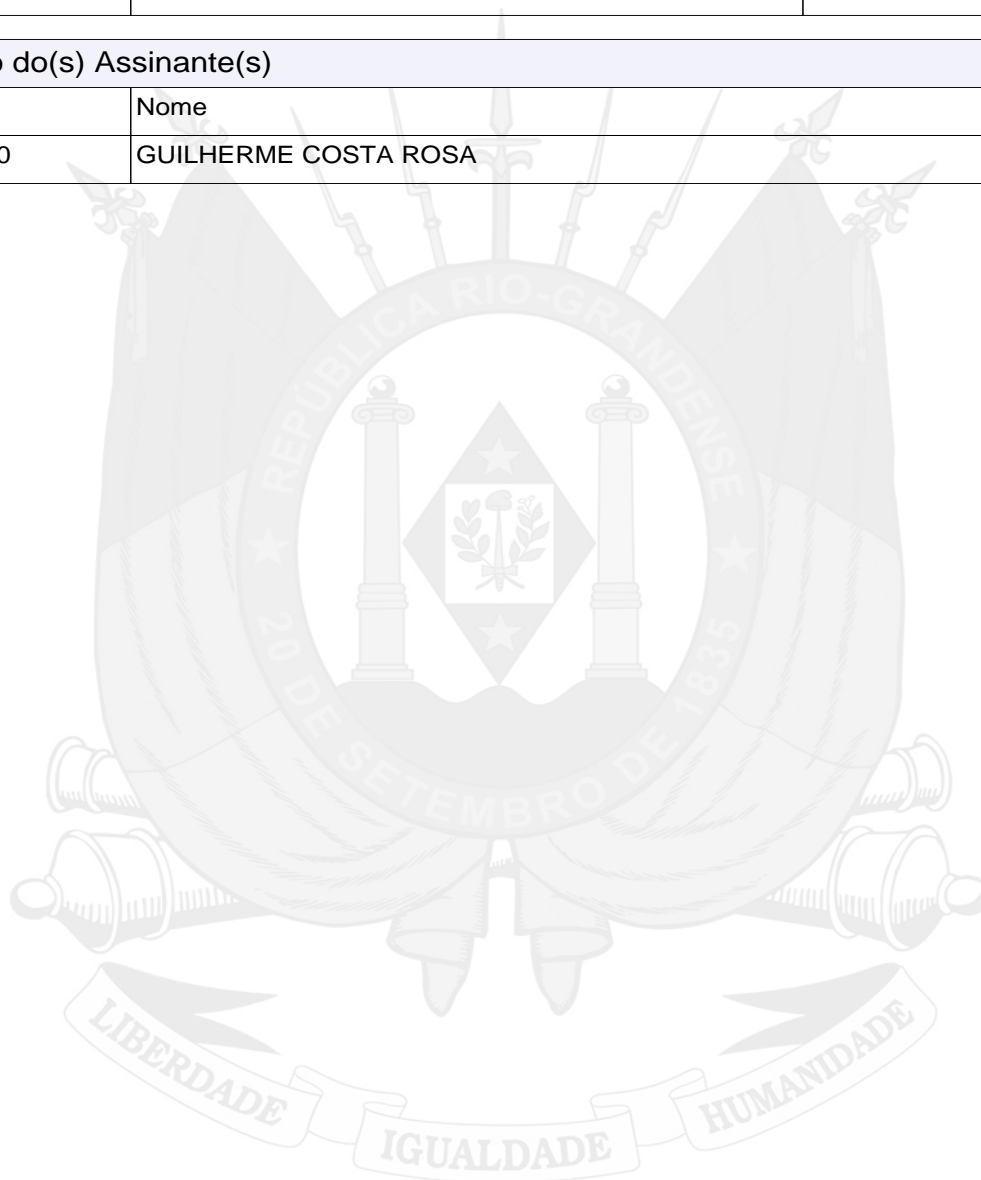 o do(s) Assinante(s)
Nome
0 GUILHERME COSTA ROSA
REPÚBLICA RIO-GRANDENSE
★ 20 DE SETEMBRO DE 1835 ★
LIBERDADE IGUALDADE HUMANIDADE